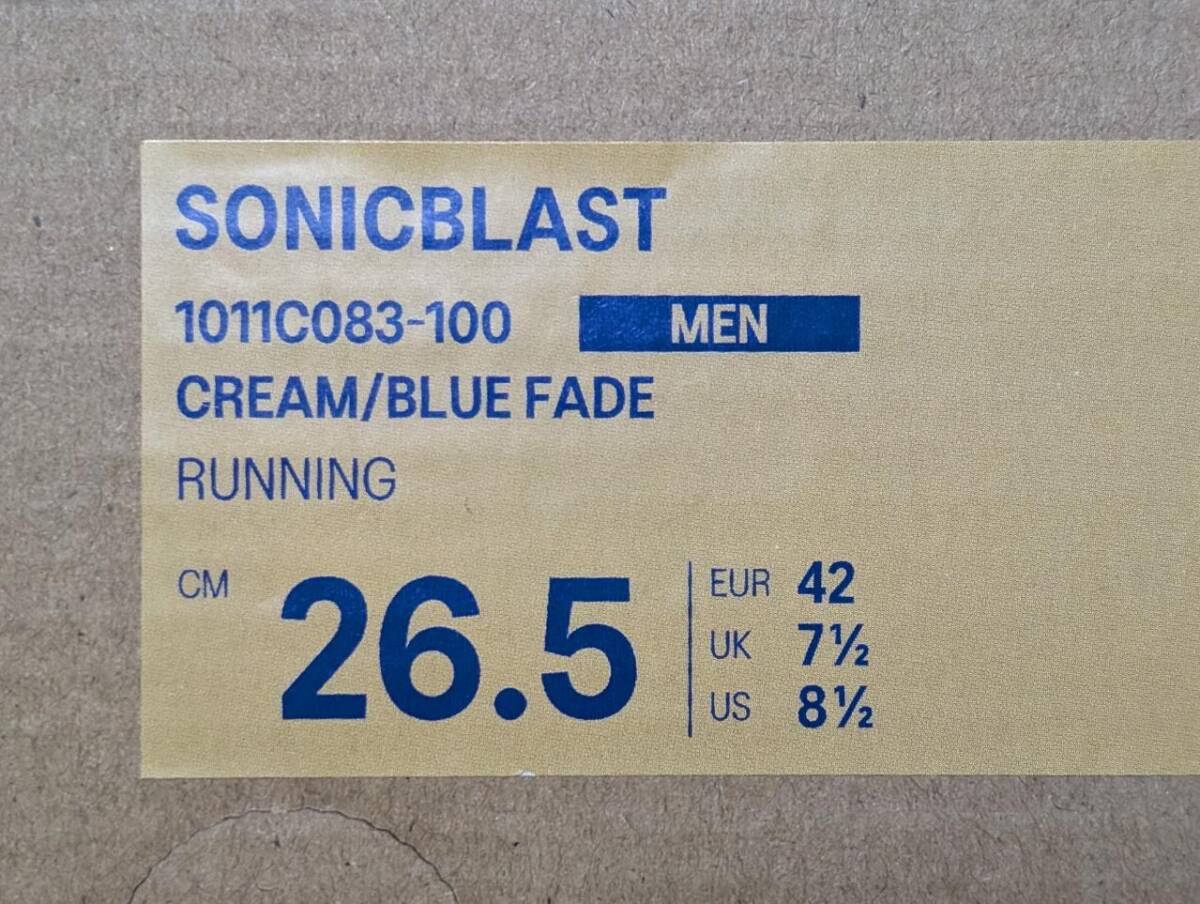 SONICBLAST
1011C083-100 MEN
CREAM/BLUE FADE
RUNNING
CM 26.5
EUR 42
UK 7½
US 8½